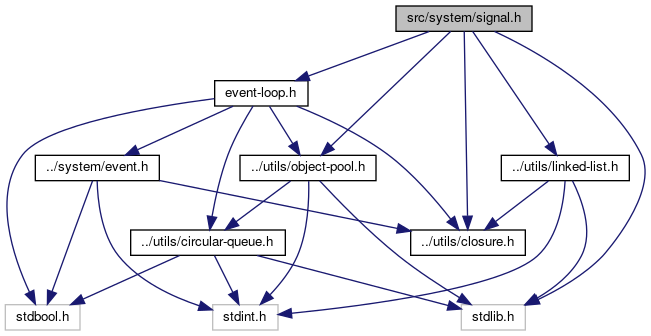 src/system/signal.h
event-loop.h
../system/event.h
../utils/object-pool.h
../utils/linked-list.h
../utils/circular-queue.h
../utils/closure.h
stdbool.h
stdint.h
stdlib.h